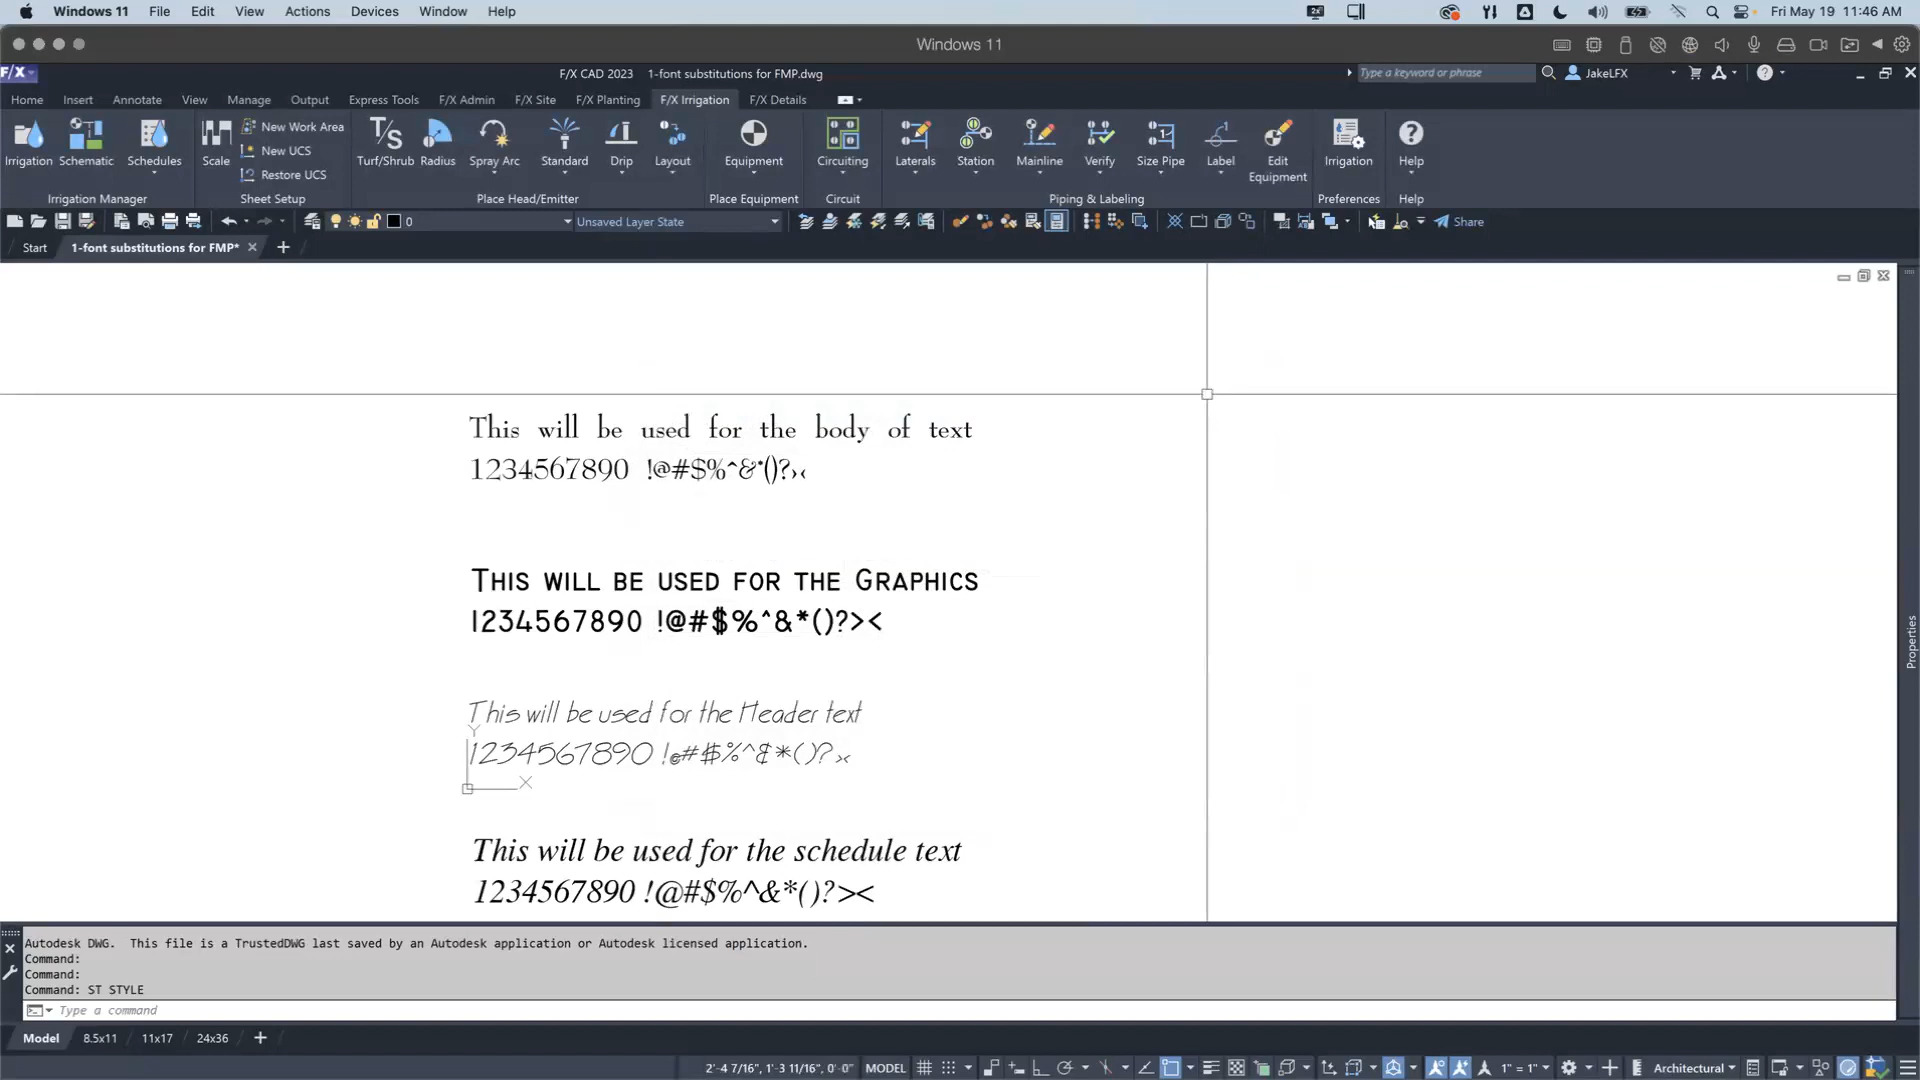 Windows 11 File Edit View Actions Devices Window Help Fri May 19 11:46 AM
Windows 11
F/X F/X CAD 2023 1-font substitutions for FMP.dwg Type a keyword or phrase JakeLFX
Home Insert Annotate View Manage Output Express Tools F/X Admin F/X Site F/X Planting F/X Irrigation F/X Details
New Work Area
New UCS
Restore UCS
Irrigation Schematic Schedules Scale Turf/Shrub Radius Spray Arc Standard Drip Layout Equipment Circuiting Laterals Station Mainline Verify Size Pipe Label Edit Equipment Irrigation Help
Irrigation Manager Sheet Setup Place Head/Emitter Place Equipment Circuit Piping & Labeling Preferences Help
0 Unsaved Layer State Share
Start 1-font substitutions for FMP*
This will be used for the body of text
1234567890 !@#$%^&*()?›‹
This will be used for the Graphics
1234567890 !@#$%^&*()?><
This will be used for the Header text
Y
1234567890 !@#$%^&*()?><
X
This will be used for the schedule text
1234567890 !@#$%^&*()?><
Properties
Autodesk DWG. This file is a TrustedDWG last saved by an Autodesk application or Autodesk licensed application.
Command:
Command:
Command: ST STYLE
Type a command
Model 8.5x11 11x17 24x36
2'-4 7/16", 1'-3 11/16", 0'-0" MODEL 1" = 1" Architectural